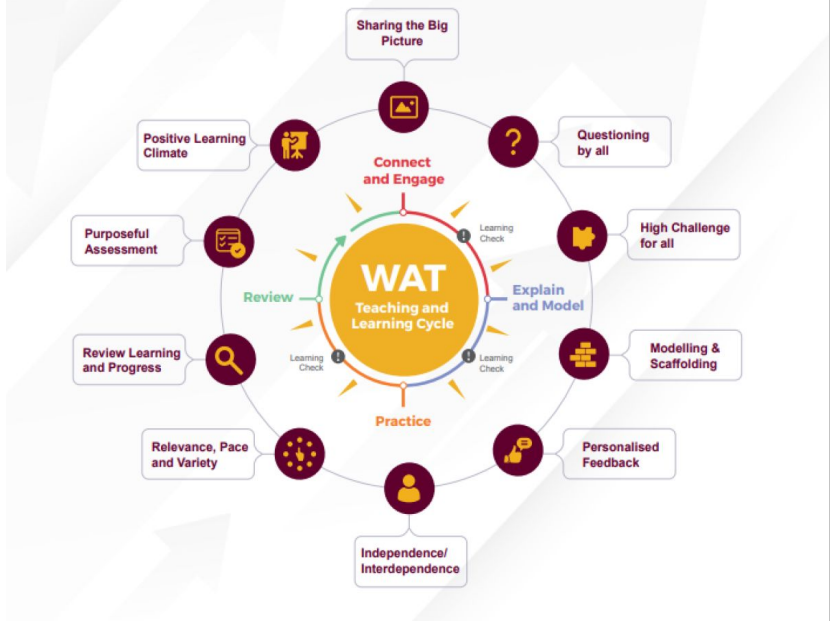 Sharing the Big
Picture
Positive Learning
Climate
Questioning
by all
Connect
and Engage
Purposeful
Assessment
High Challenge
for all
Learning
Check
WAT
Teaching and
Learning Cycle
Review
Explain
and Model
Review Learning
and Progress
Learning
Check
Learning
Check
Modelling &
Scaffolding
Practice
Relevance, Pace
and Variety
Personalised
Feedback
Independence/
Interdependence